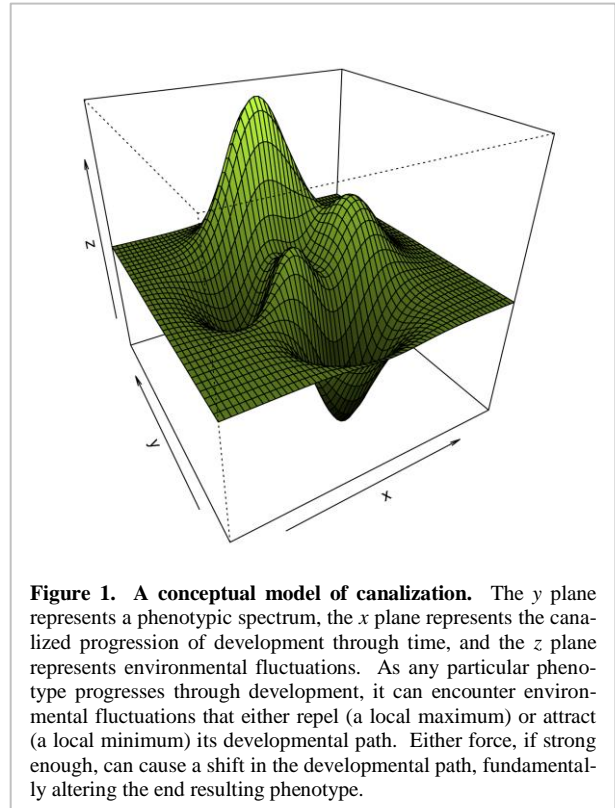 z
y
x
Figure 1. A conceptual model of canalization. The y plane
represents a phenotypic spectrum, the x plane represents the cana-
lized progression of development through time, and the z plane
represents environmental fluctuations. As any particular pheno-
type progresses through development, it can encounter environ-
mental fluctuations that either repel (a local maximum) or attract
(a local minimum) its developmental path. Either force, if strong
enough, can cause a shift in the developmental path, fundamental-
ly altering the end resulting phenotype.